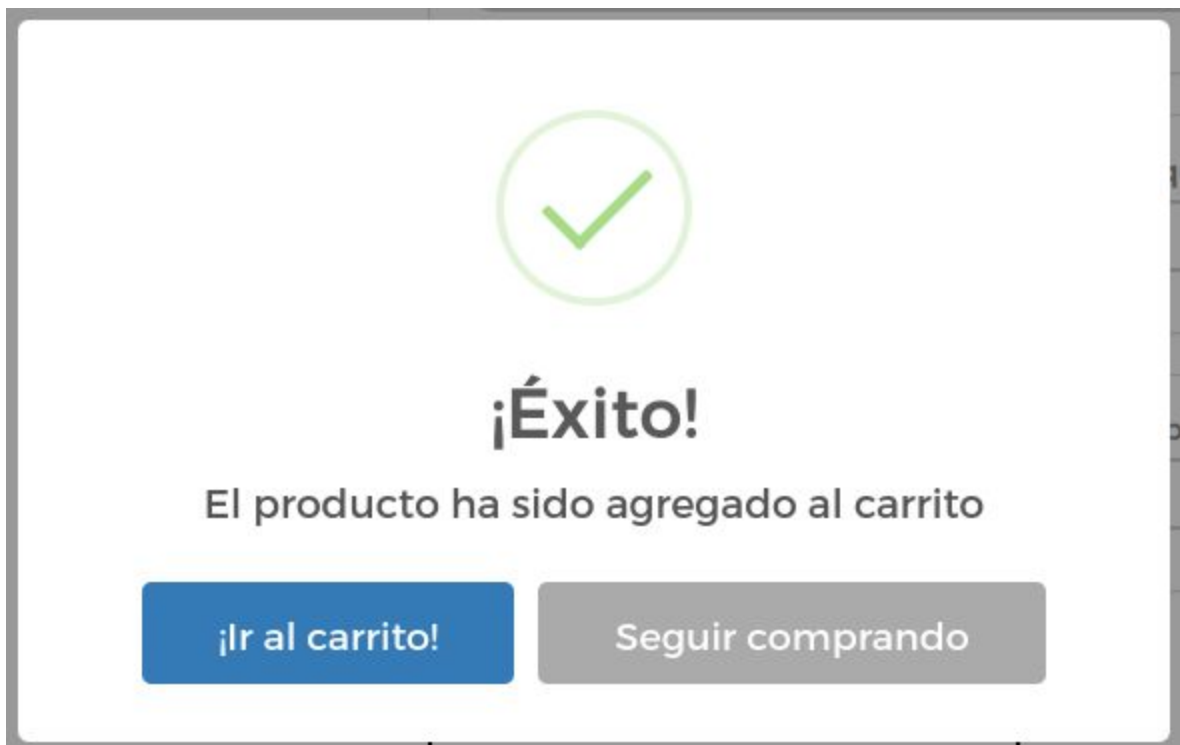 ¡Éxito!
El producto ha sido agregado al carrito
¡Ir al carrito!
Seguir comprando